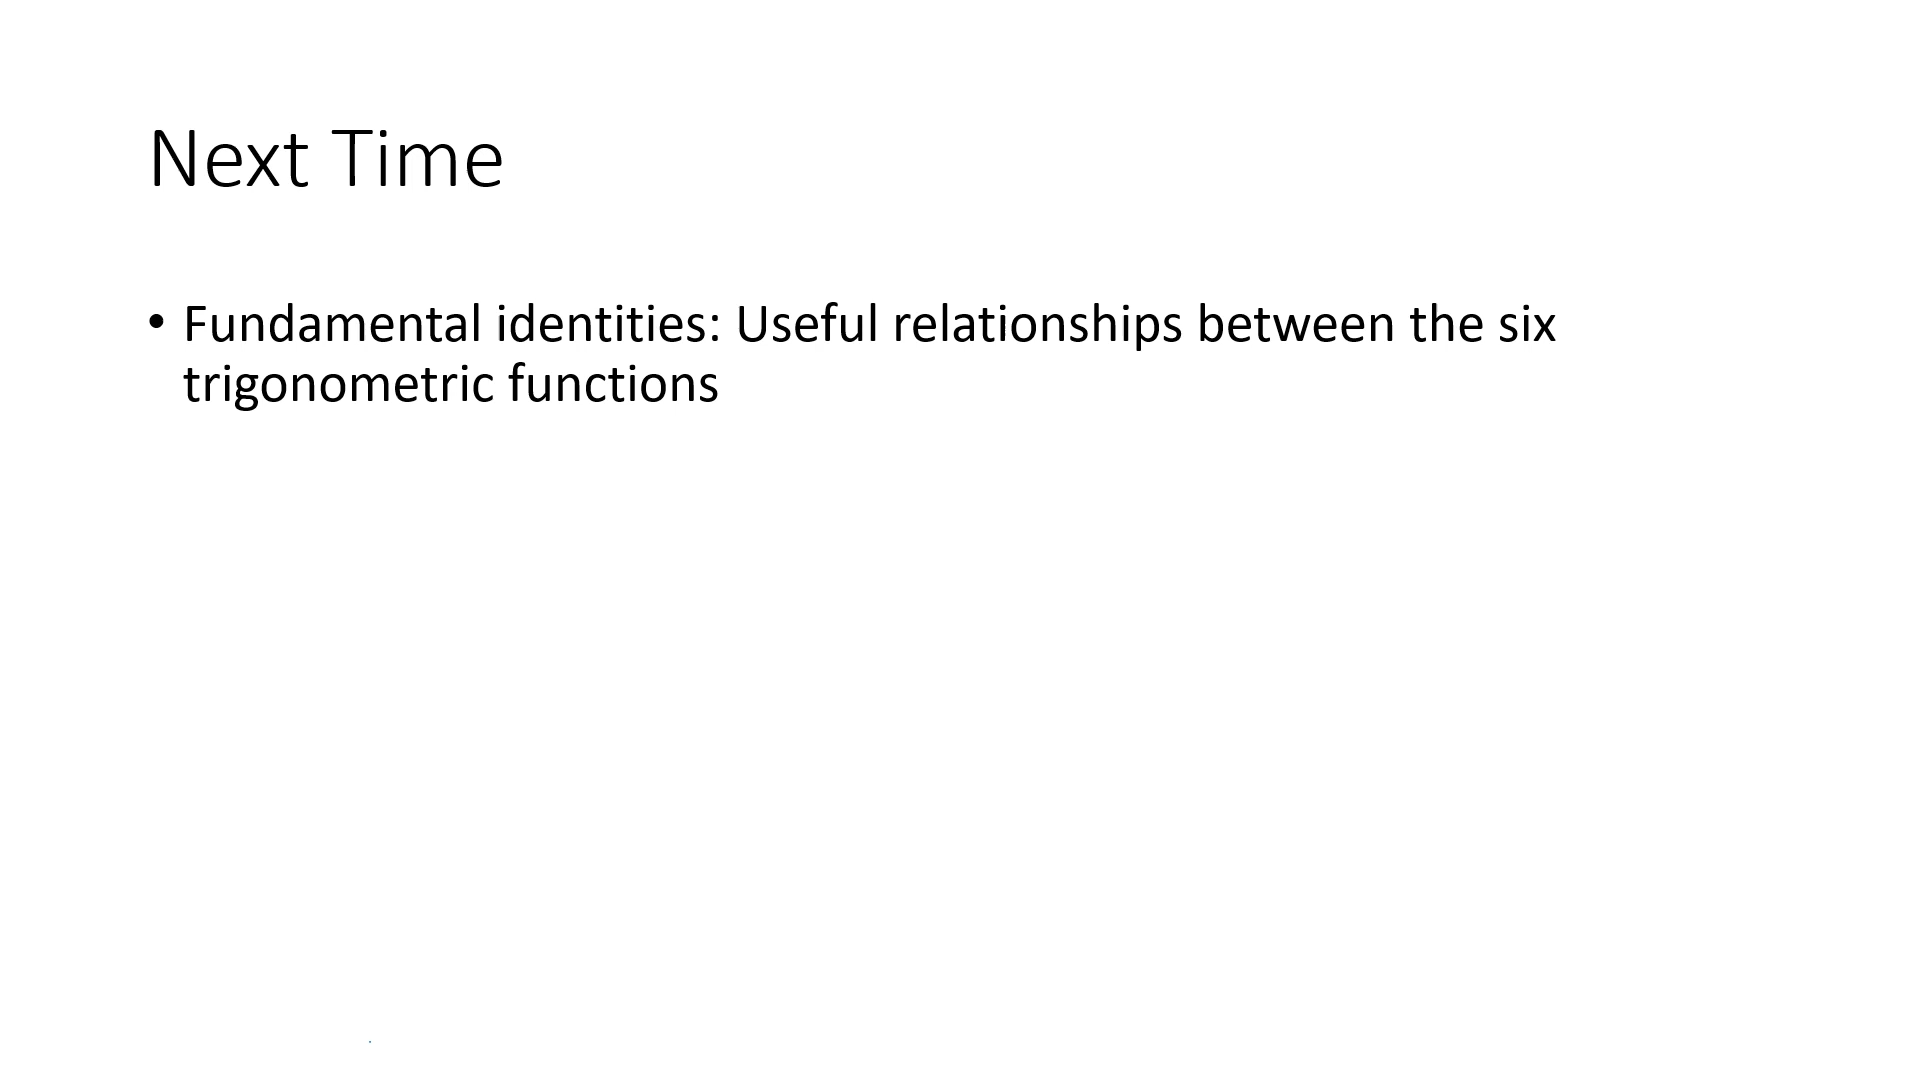 Next Time
• Fundamental identities: Useful relationships between the six
trigonometric functions